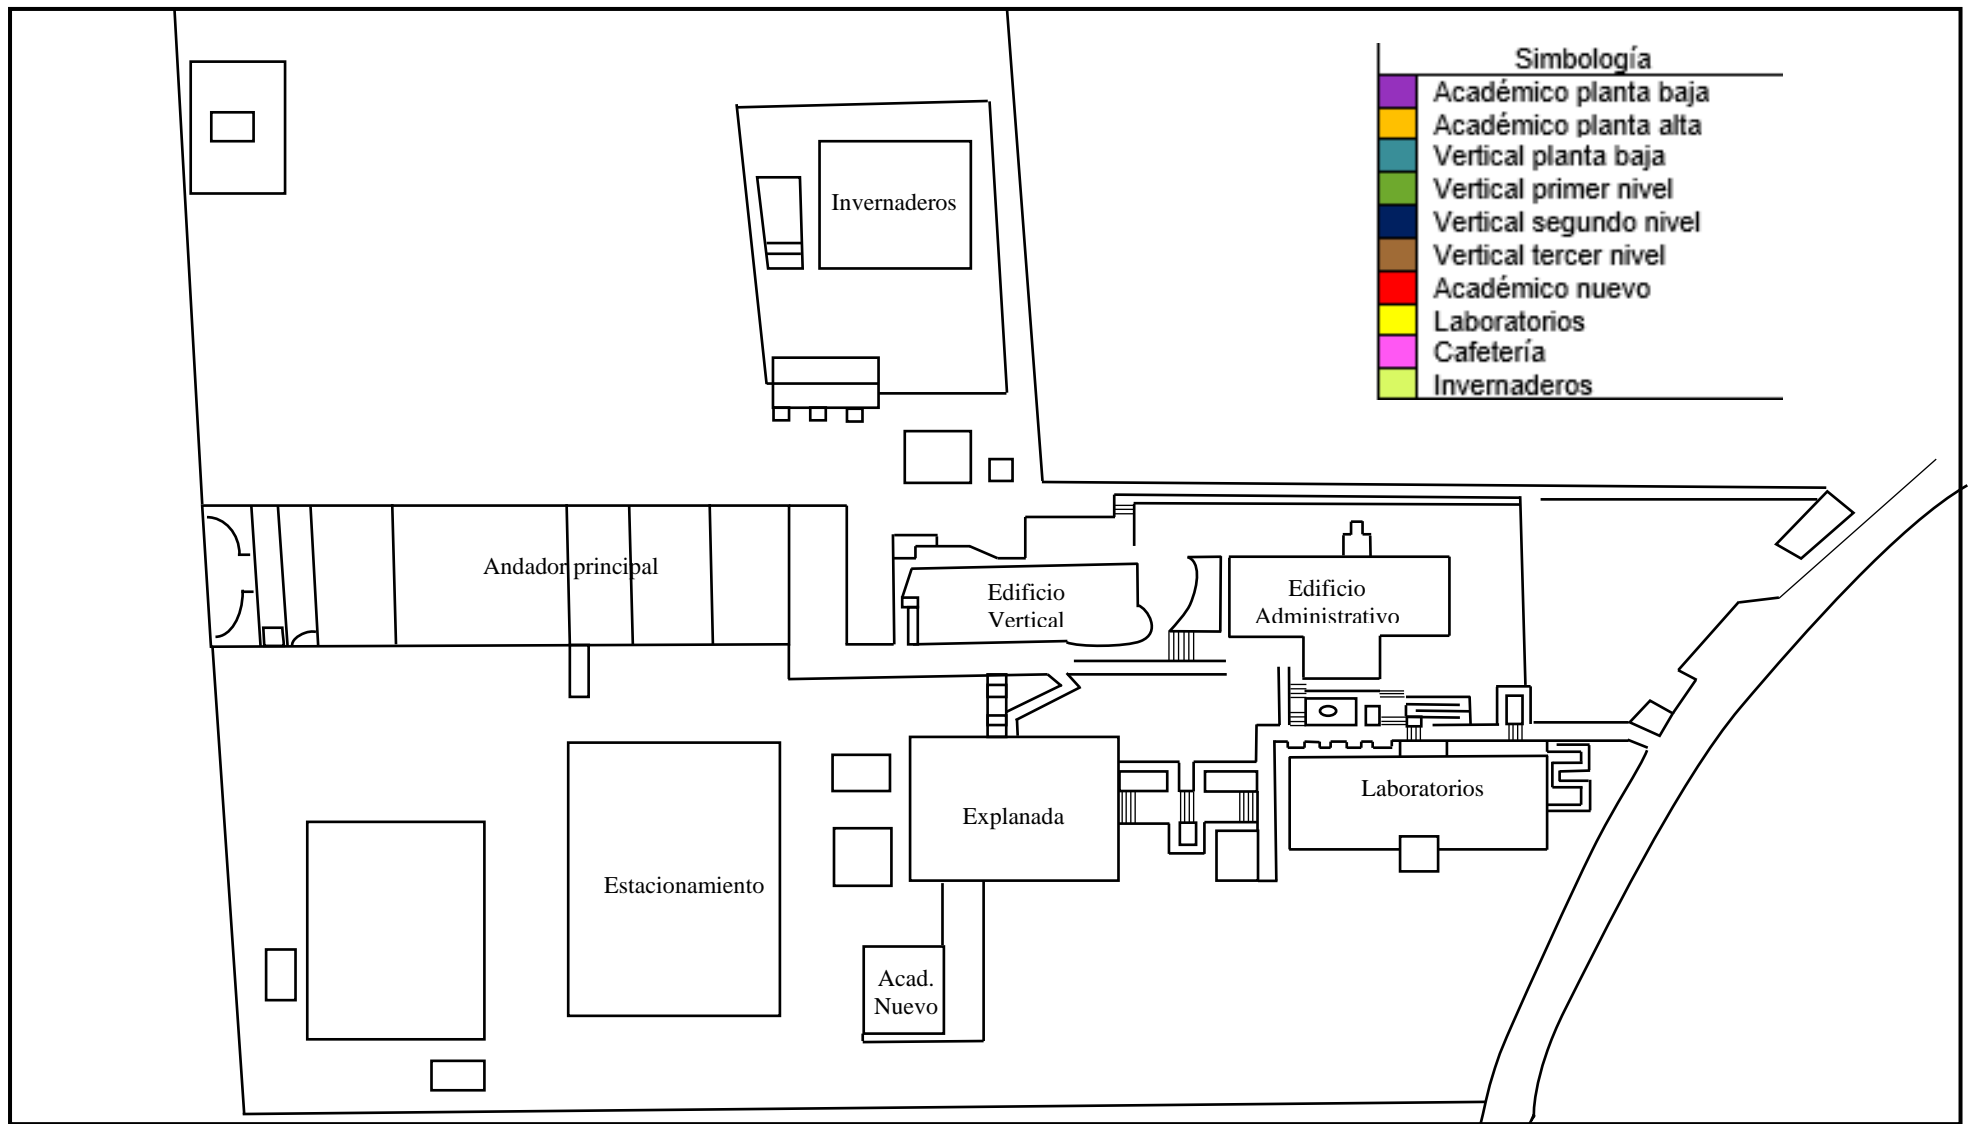 Simbología
Académico planta baja
Académico planta alta
Vertical planta baja
Vertical primer nivel
Vertical segundo nivel
Vertical tercer nivel
Académico nuevo
Laboratorios
Cafetería
Invernaderos
Invernaderos
Andador principal
Edificio
Vertical
Edificio
Administrativo
Laboratorios
Explanada
Estacionamiento
Acad.
Nuevo